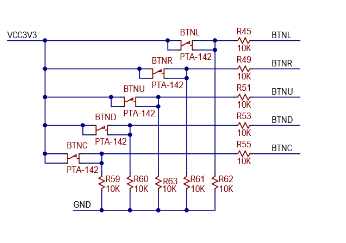 BTNL
R45
VCC3V3
BTNL
PTA-142
10K
BTNR
R49
BTNR
PTA-142
10K
BTNU
R51
BTNU
PTA-142
10K
BTND
R53
BTND
PTA-142
10K
BTNC
R55
BTNC
PTA-142
10K
R59 R60 R63 R61 R62
10K 10K 10K 10K 10K
GND